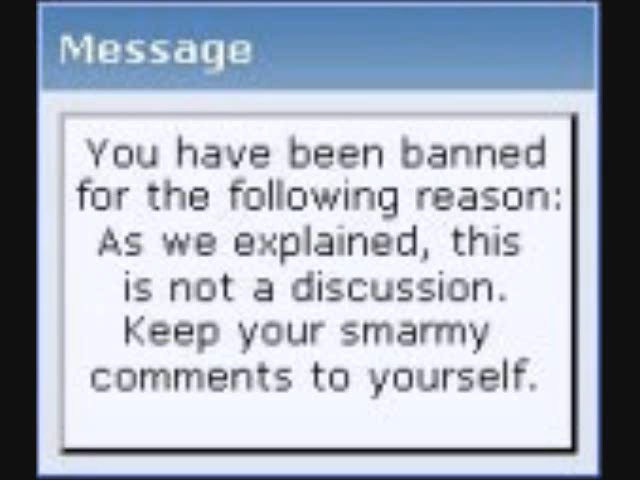 Message
You have been banned
for the following reason:
As we explained, this
is not a discussion.
Keep your smarmy
comments to yourself.